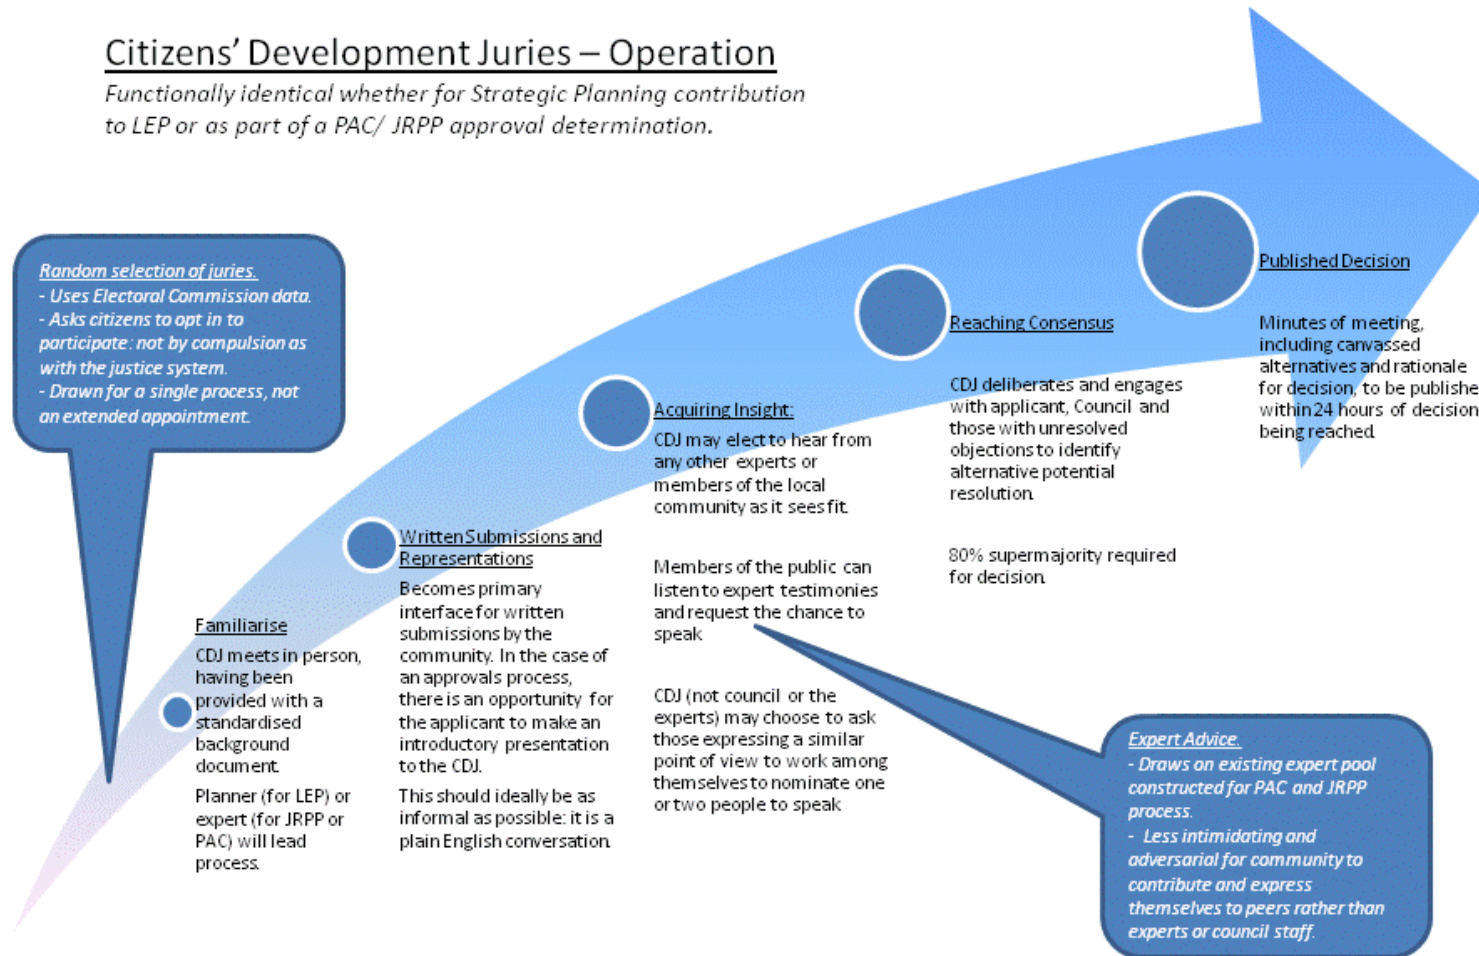 Citizens' Development Juries – Operation
Functionally identical whether for Strategic Planning contribution
to LEP or as part of a PAC/ JRPP approval determination.
Random selection of juries.
- Uses Electoral Commission data.
- Asks citizens to opt in to
participate: not by compulsion as
with the justice system.
- Drawn for a single process, not
an extended appointment.
Familiarise
CDJ meets in person,
having been
provided with a
standardised
background
document.
Planner (for LEP) or
expert (for JRPP or
PAC) will lead
process.
Written Submissions and
Representations
Becomes primary
interface for written
submissions by the
community. In the case of
an approvals process,
there is an opportunity for
the applicant to make an
introductory presentation
to the CDJ.
This should ideally be as
informal as possible: it is a
plain English conversation.
Acquiring Insight:
CDJ may elect to hear from
any other experts or
members of the local
community as it sees fit.
Members of the public can
listen to expert testimonies
and request the chance to
speak
CDJ (not council or the
experts) may choose to ask
those expressing a similar
point of view to work among
themselves to nominate one
or two people to speak
Reaching Consensus
CDJ deliberates and engages
with applicant, Council and
those with unresolved
objections to identify
alternative potential
resolution.
80% supermajority required
for decision.
Published Decision
Minutes of meeting,
including canvassed
alternatives and rationale
for decision, to be publishe
within 24 hours of decision
being reached.
Expert Advice.
- Draws on existing expert pool
constructed for PAC and JRPP
process.
- Less intimidating and
adversarial for community to
contribute and express
themselves to peers rather than
experts or council staff.